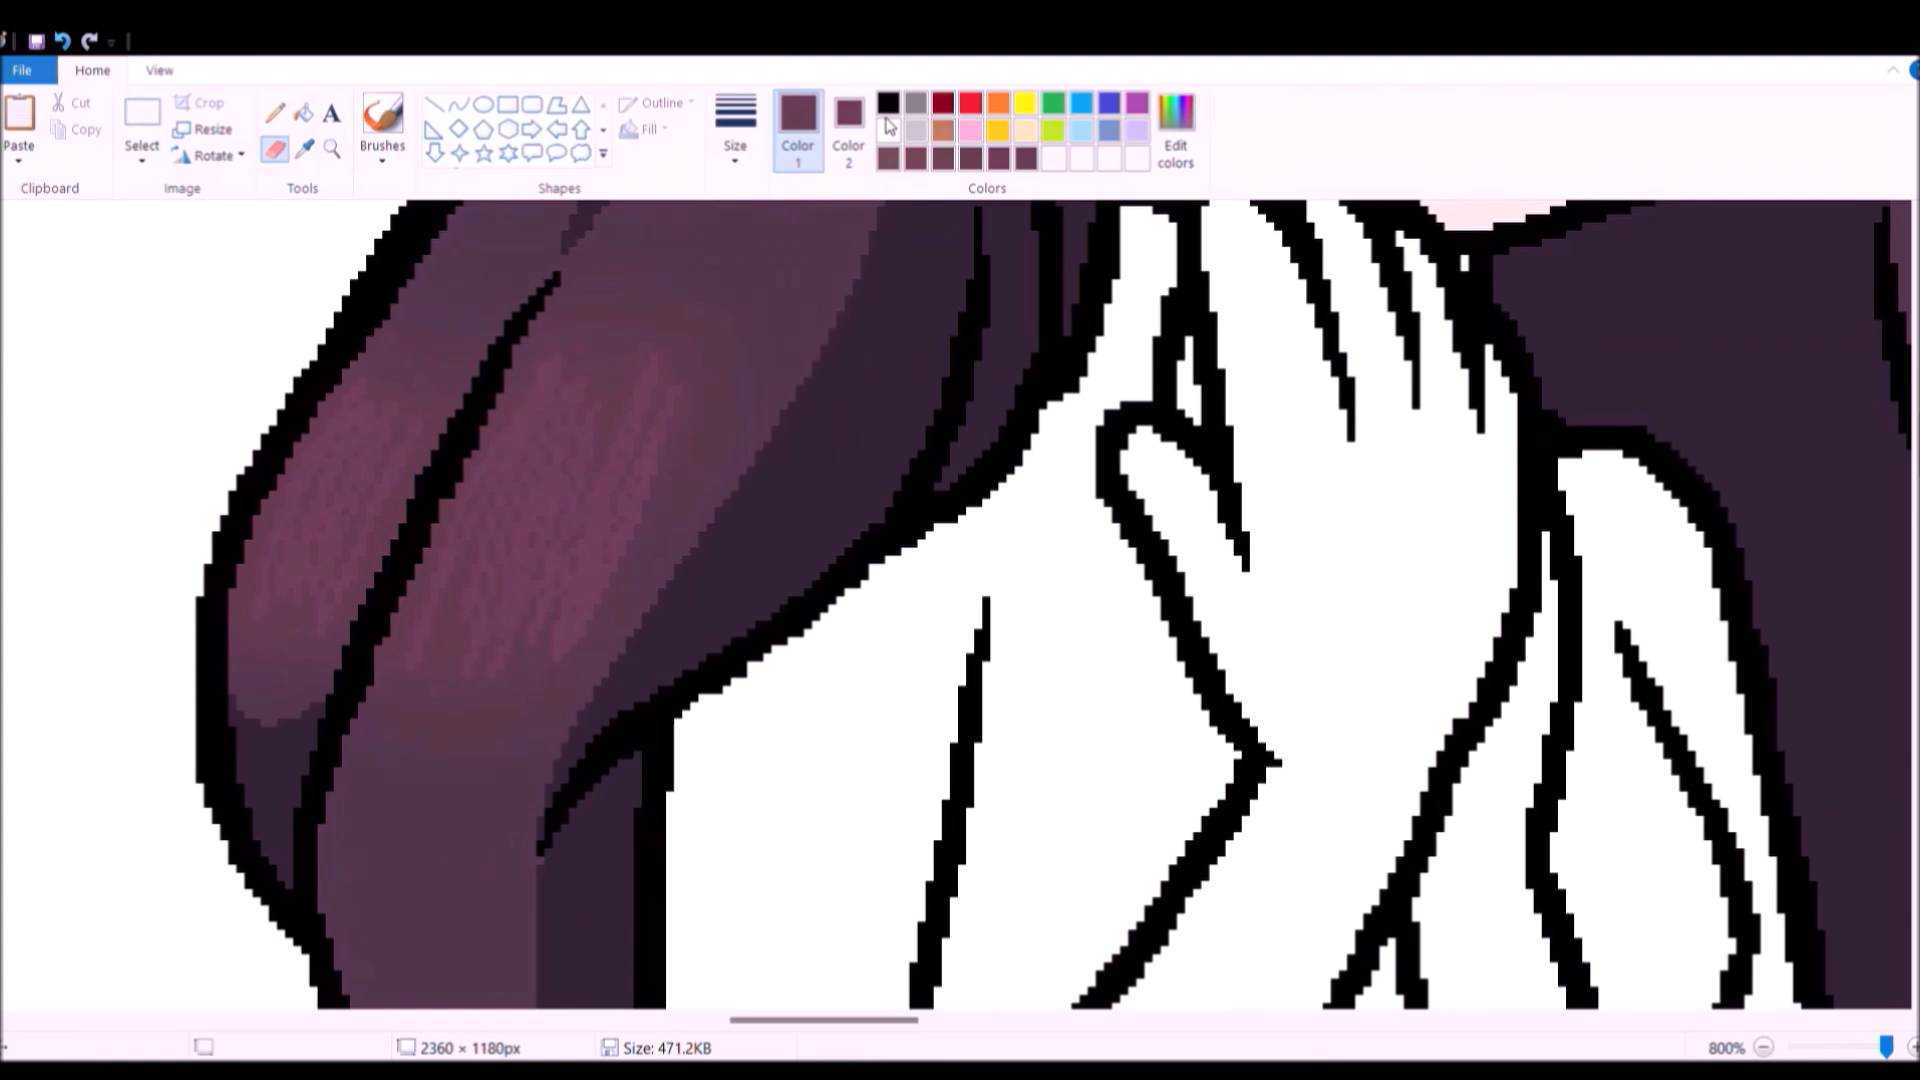 File Home View
Paste
Cut
Copy
Clipboard
Select
Crop
Resize
Rotate
Image
A
Tools
Brushes
Outline
Fill
Shapes
Size
Color
1
Color
2
Edit
colors
Colors
2360 × 1180px
Size: 471.2KB
800%